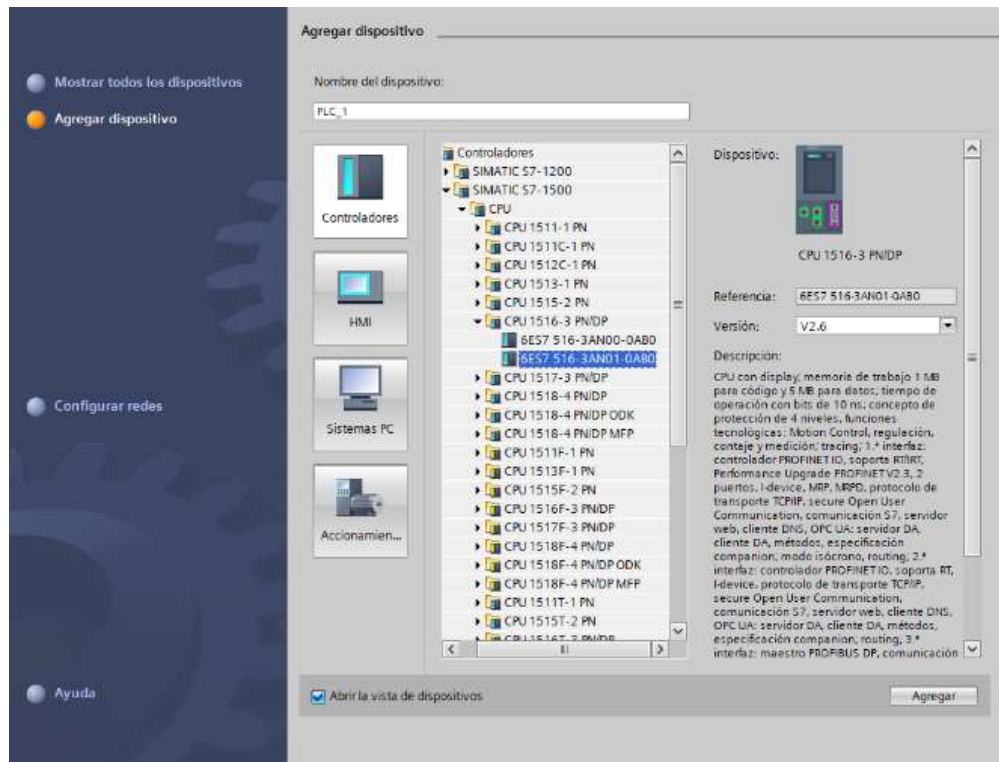 Agregar dispositivo
Mostrar todos los dispositivos
Agregar dispositivo
Configurar redes
Ayuda
Nombre del dispositivo:
PLC_1
Controladores
HMI
Sistemas PC
Accionamien...
Controladores
SIMATIC S7-1200
SIMATIC S7-1500
CPU
CPU 1511-1 PN
CPU 1511C-1 PN
CPU 1512C-1 PN
CPU 1513-1 PN
CPU 1515-2 PN
CPU 1516-3 PN/DP
6ES7 516-3AN00-0AB0
6ES7 516-3AN01-0AB0
CPU 1517-3 PN/DP
CPU 1518-4 PN/DP
CPU 1518-4 PN/DP ODK
CPU 1518-4 PN/DP MFP
CPU 1511F-1 PN
CPU 1513F-1 PN
CPU 1515F-2 PN
CPU 1516F-3 PN/DP
CPU 1517F-3 PN/DP
CPU 1518F-4 PN/DP
CPU 1518F-4 PN/DP ODK
CPU 1518F-4 PN/DP MFP
CPU 1511T-1 PN
CPU 1515T-2 PN
CPU 1516T-3 PN/DP
Dispositivo:
CPU 1516-3 PN/DP
Referencia:
6ES7 516-3AN01-0AB0
Versión:
V2.6
Descripción:
CPU con display; memoria de trabajo 1 MB
para código y 5 MB para datos; tiempo de
operación con bits de 10 ns; concepto de
protección de 4 niveles, funciones
tecnológicas: Motion Control, regulación,
contaje y medición; tracing; 1.ª interfaz:
controlador PROFINET IO, soporta RT/IRT,
Performance Upgrade PROFINET V2.3, 2
puertos, I-device, MRP, MRPD, protocolo de
transporte TCP/IP, secure Open User
Communication, comunicación S7, servidor
web, cliente DNS, OPC UA: servidor DA,
cliente DA, métodos, especificación
companion; modo isócrono, routing; 2.ª
interfaz: controlador PROFINET IO, soporta RT,
I-device, protocolo de transporte TCP/IP,
secure Open User Communication,
comunicación S7, servidor web, cliente DNS,
OPC UA: servidor DA, cliente DA, métodos,
especificación companion; routing, 3.ª
interfaz: maestro PROFIBUS DP, comunicación
Abrir la vista de dispositivos
Agregar